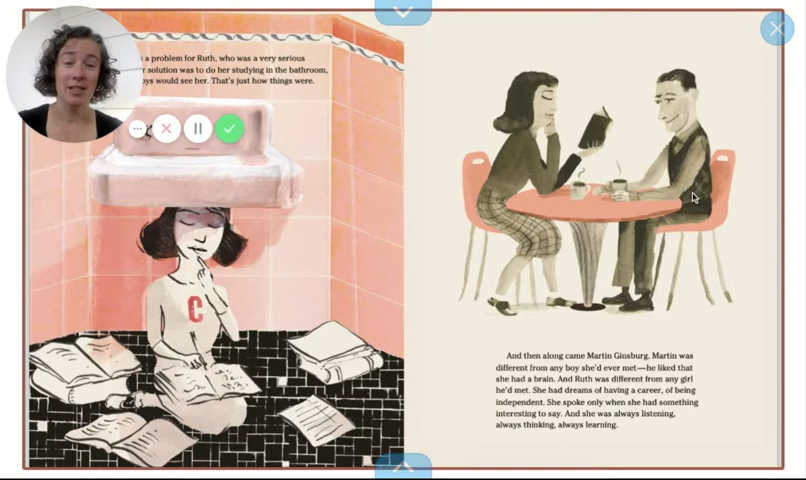 a problem for Ruth, who was a very serious
solution was to do her studying in the bathroom,
would see her. That's just how things were.
C
And then along came Martin Ginsburg. Martin was
different from any boy she'd ever met—he liked that
she had a brain. And Ruth was different from any girl
he'd met. She had dreams of having a career, of being
independent. She spoke only when she had something
interesting to say. And she was always listening,
always thinking, always learning.